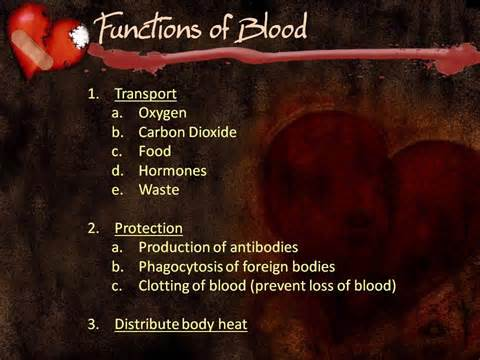 Functions of Blood
1. Transport
a. Oxygen
b. Carbon Dioxide
c. Food
d. Hormones
e. Waste
2. Protection
a. Production of antibodies
b. Phagocytosis of foreign bodies
c. Clotting of blood (prevent loss of blood)
3. Distribute body heat